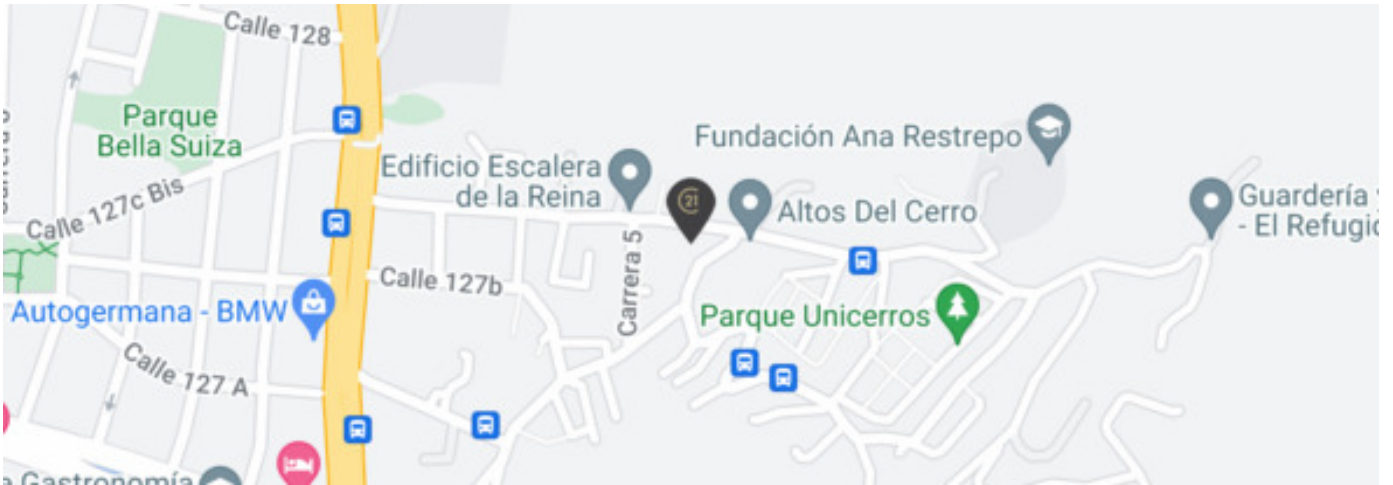 Calle 128
Parque
Bella Suiza
Calle 127c Bis
Edificio Escalera
de la Reina
21
Altos Del Cerro
Fundación Ana Restrepo
Guardería
- El Refugio
Calle 127b
Carrera 5
Autogermana - BMW
Parque Unicerros
Calle 127 A
Gastronomía